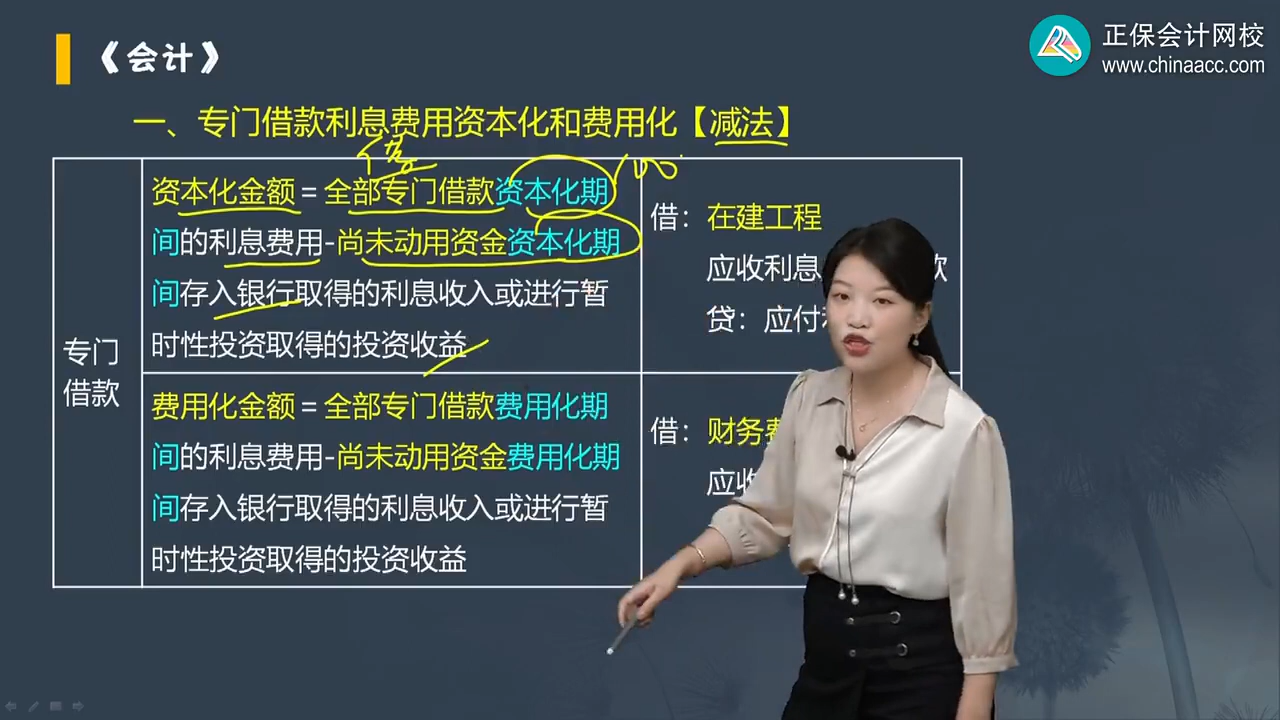 《会计》
正保会计网校
www.chinaacc.com
一、专门借款利息费用资本化和费用化【减法】
借
100
专门
借款
资本化金额=全部专门借款资本化期
间的利息费用-尚未动用资金资本化期
间存入银行取得的利息收入或进行暂
时性投资取得的投资收益
借：在建工程
应收利息
款
贷：应付
费用化金额=全部专门借款费用化期
间的利息费用-尚未动用资金费用化期
间存入银行取得的利息收入或进行暂
时性投资取得的投资收益
借：财务
应收